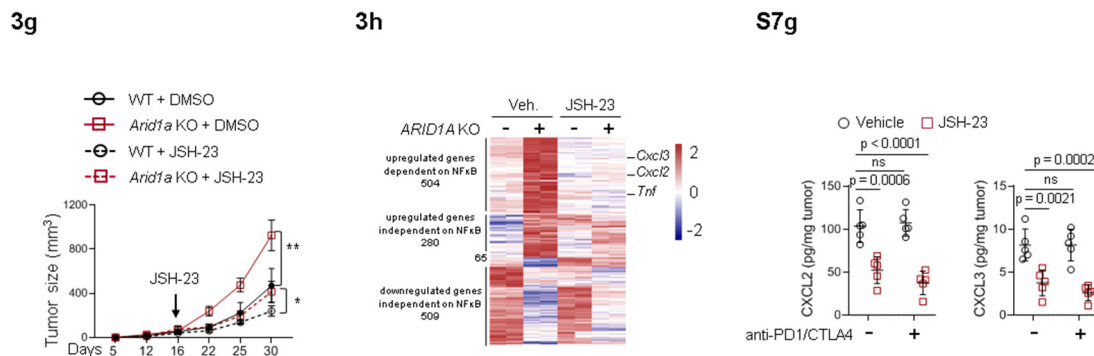 3g
3h
S7g
WT + DMSO
Arid1a KO + DMSO
WT + JSH-23
Arid1a KO + JSH-23
Tumor size (mm³)
1200
800
400
0
JSH-23
**
*
Days 5 12 16 22 25 30
Veh. JSH-23
ARID1A KO - + - +
upregulated genes
dependent on NFκB
504
upregulated genes
independent on NFκB
280
65
downregulated genes
independent on NFκB
509
Cxcl3
Cxcl2
Tnf
2
0
-2
Vehicle JSH-23
p < 0.0001
ns
p = 0.0006
CXCL2 (pg/mg tumor)
150
100
50
0
p = 0.0002
ns
p = 0.0021
CXCL3 (pg/mg tumor)
15
10
5
0
anti-PD1/CTLA4 - + - +